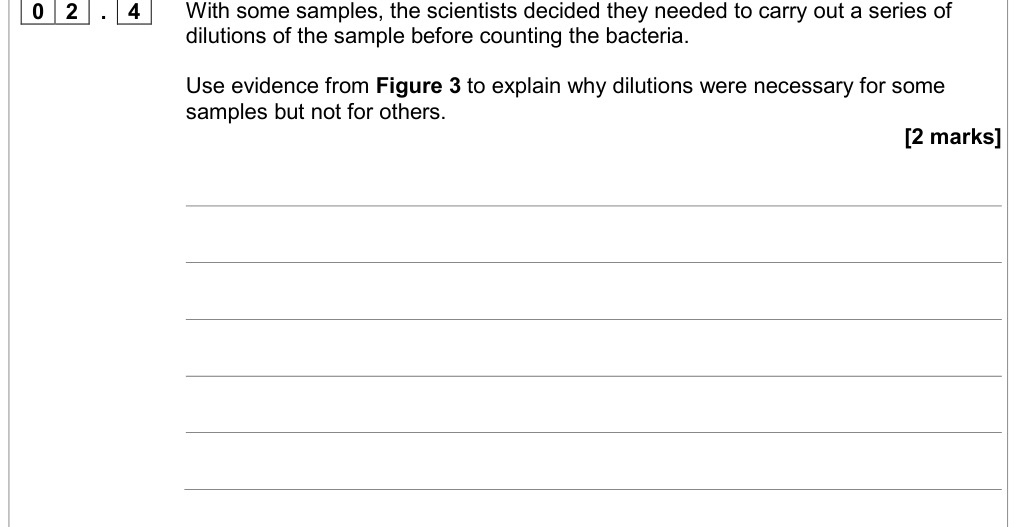 02.4 With some samples, the scientists decided they needed to carry out a series of
dilutions of the sample before counting the bacteria.
Use evidence from Figure 3 to explain why dilutions were necessary for some
samples but not for others.
[2 marks]